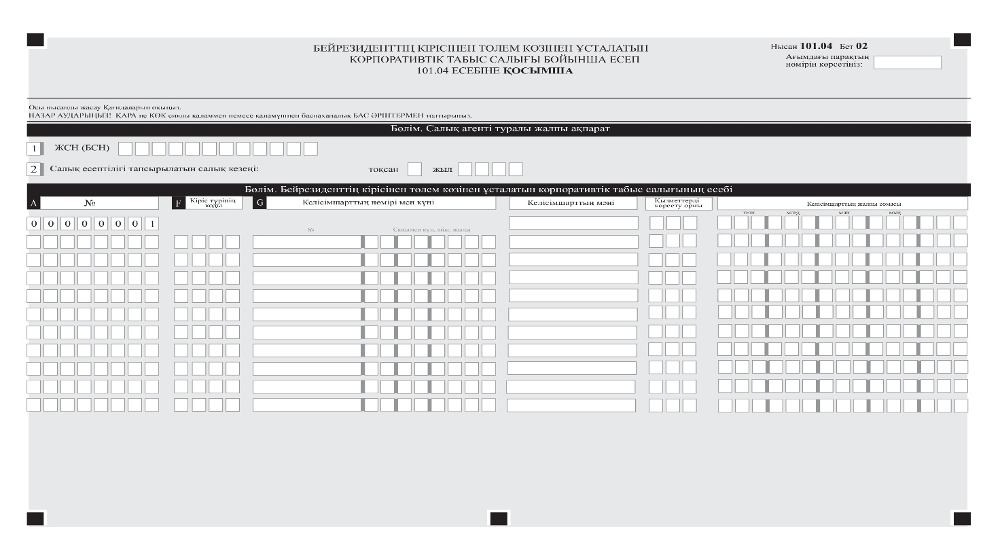 БЕЙРЕЗИДЕНТТІҢ КІРІСІНЕН ТӨЛЕМ КӨЗІНЕН ҰСТАЛАТЫН
КОРПОРАТИВТІК ТАБЫС САЛЫҒЫ БОЙЫНША ЕСЕП
101.04 ЕСЕБІНЕ ҚОСЫМША
Нысан 101.04 Бет 02
Ағымдағы парақтың
нөмірін көрсетіңіз:
Осы нысанды жасау Қағидаларын оқыңыз.
НАЗАР АУДАРЫҢЫЗ! ҚАРА не КӨК сиялы қаламмен немесе қаламұшпен баспаханалық БАС ӘРІПТЕРМЕН толтырыңыз.
Бөлім. Салық агенті туралы жалпы ақпарат
1 ЖСН (БСН)
2 Салық есептілігі тапсырылатын салық кезеңі: тоқсан жыл
Бөлім. Бейрезиденттің кірісінен төлем көзінен ұсталатын корпоративтік табыс салығының есебі
A №
F Кіріс түрінің
коды
G Келісімшарттың нөмірі мен күні
Келісімшарттың мәні
Қызметтерді
көрсету орны
Келісімшарттың жалпы сомасы
трлн млрд млн мың
0 0 0 0 0 0 0 1
№ Санымен күн, айы, жылы